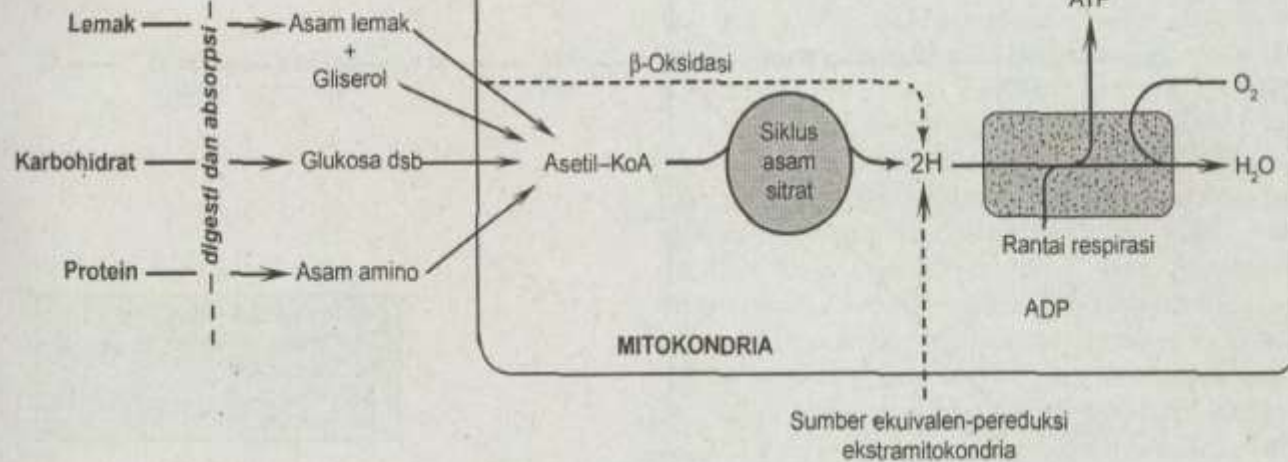 ATP
Lemak
Asam lemak
+
Gliserol
β-Oksidasi
O₂
Siklus
asam
sitrat
Karbohidrat
Glukosa dsb
Asetil–KoA
2H
H₂O
digesti dan absorpsi
Rantai respirasi
Protein
Asam amino
ADP
MITOKONDRIA
Sumber ekuivalen-pereduksi
ekstramitokondria